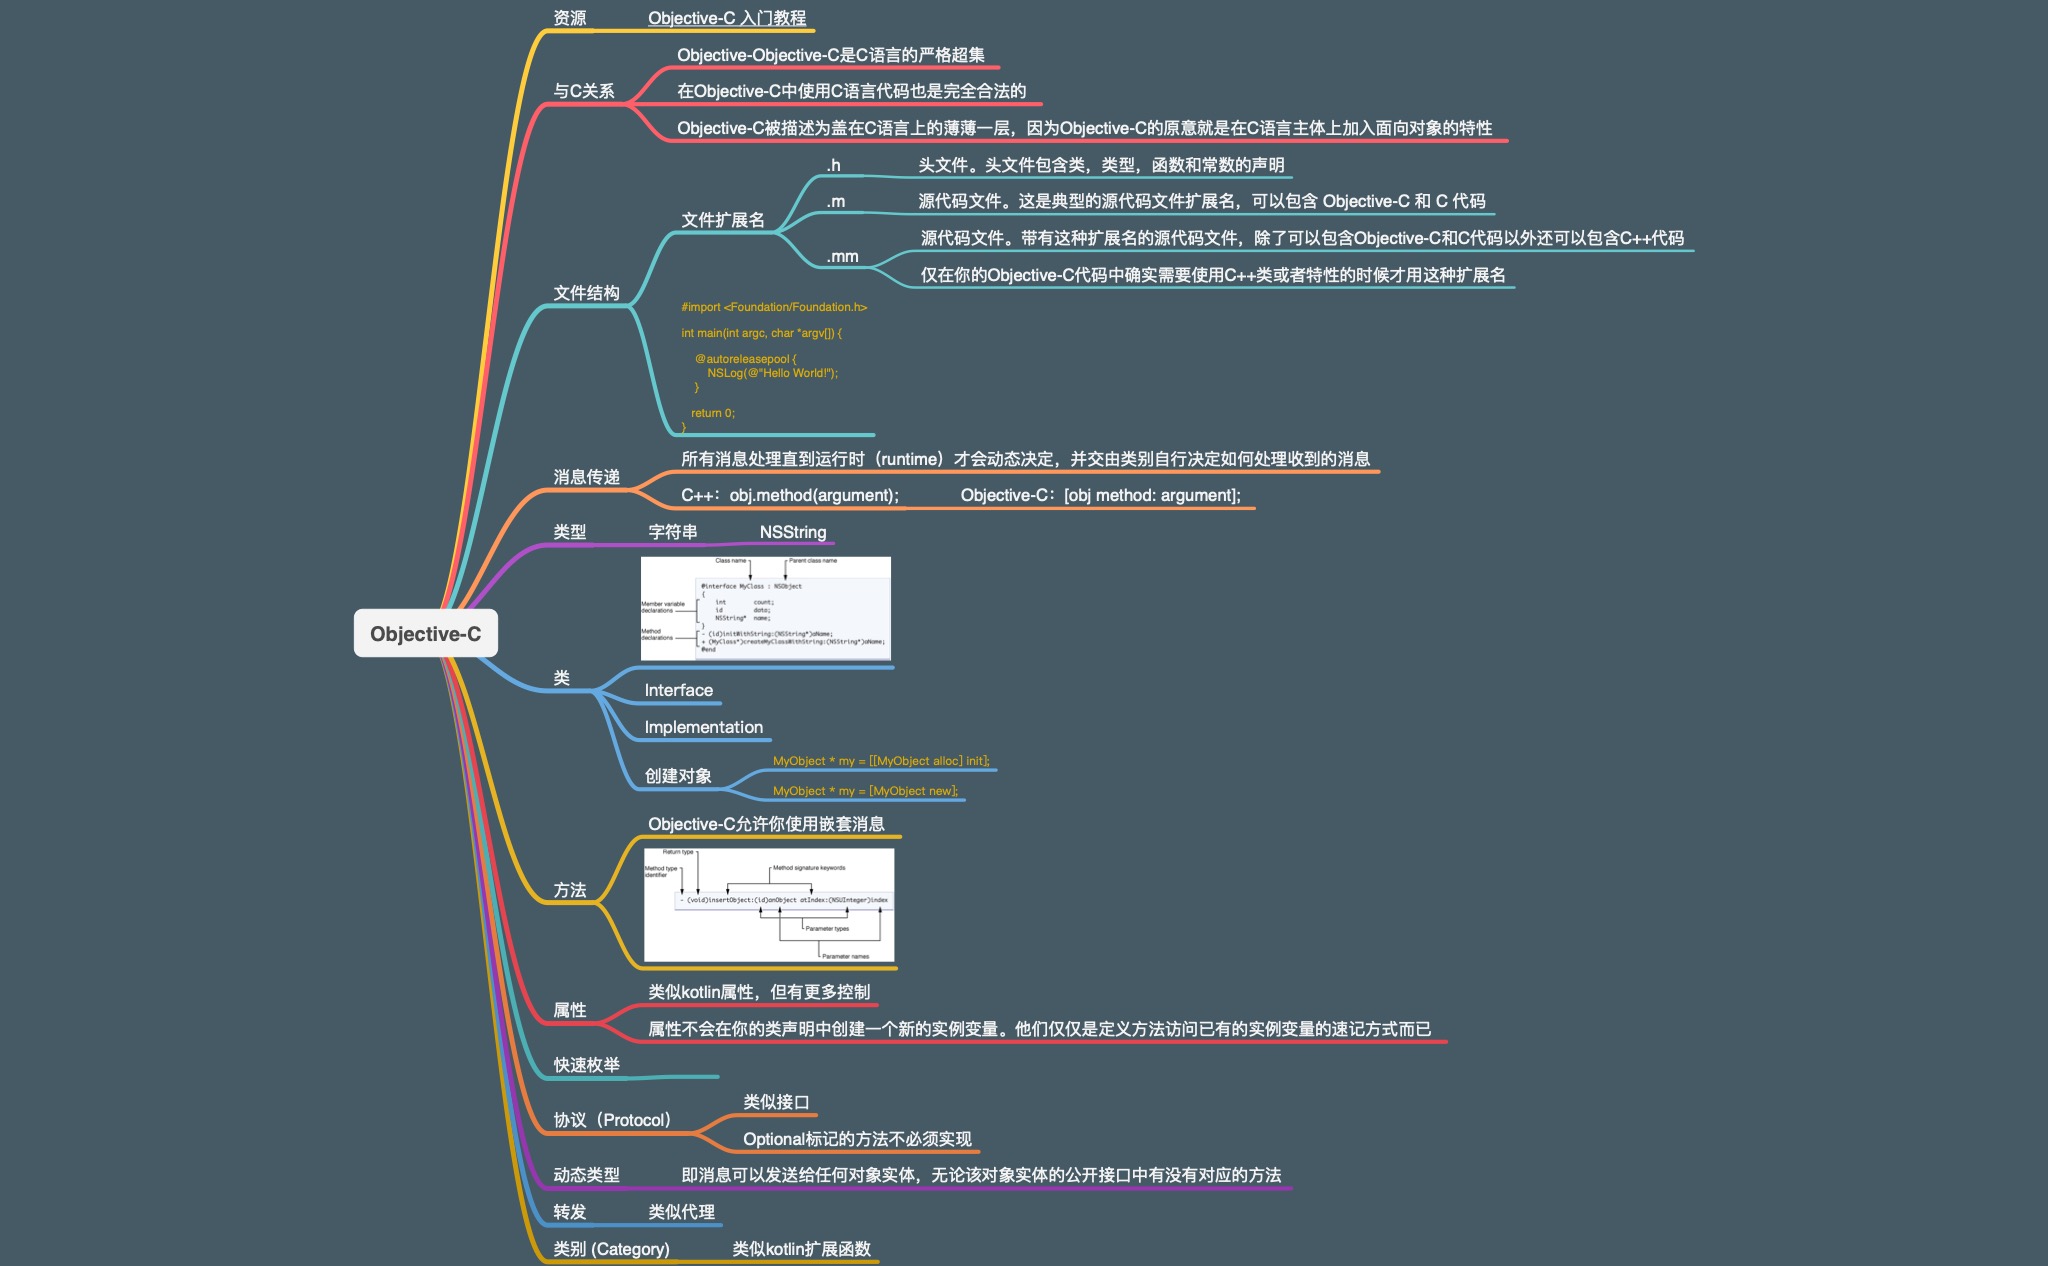 资源
Objective-C 入门教程
与C关系
Objective-Objective-C是C语言的严格超集
在Objective-C中使用C语言代码也是完全合法的
Objective-C被描述为盖在C语言上的薄薄一层，因为Objective-C的原意就是在C语言主体上加入面向对象的特性
文件结构
文件扩展名
.h
头文件。头文件包含类，类型，函数和常数的声明
.m
源代码文件。这是典型的源代码文件扩展名，可以包含 Objective-C 和 C 代码
.mm
源代码文件。带有这种扩展名的源代码文件，除了可以包含Objective-C和C代码以外还可以包含C++代码
仅在你的Objective-C代码中确实需要使用C++类或者特性的时候才用这种扩展名
#import <Foundation/Foundation.h>
int main(int argc, char *argv[]) {
@autoreleasepool {
NSLog(@"Hello World!");
}
return 0;
}
消息传递
所有消息处理直到运行时（runtime）才会动态决定，并交由类别自行决定如何处理收到的消息
C++：obj.method(argument);
Objective-C：[obj method: argument];
类型
字符串
NSString
Objective-C
类
Class name
Parent class name
@interface MyClass : NSObject
{
Member variable
declarations
int count;
id data;
NSString* name;
}
Method
declarations
- (id)initWithString:(NSString*)aName;
+ (MyClass*)createMyClassWithString:(NSString*)aName;
@end
Interface
Implementation
创建对象
MyObject * my = [[MyObject alloc] init];
MyObject * my = [MyObject new];
方法
Objective-C允许你使用嵌套消息
Return type
Method type
identifier
Method signature keywords
- (void)insertObject:(id)anObject atIndex:(NSUInteger)index
Parameter types
Parameter names
属性
类似kotlin属性，但有更多控制
属性不会在你的类声明中创建一个新的实例变量。他们仅仅是定义方法访问已有的实例变量的速记方式而已
快速枚举
协议（Protocol）
类似接口
Optional标记的方法不必须实现
动态类型
即消息可以发送给任何对象实体，无论该对象实体的公开接口中有没有对应的方法
转发
类似代理
类别 (Category)
类似kotlin扩展函数